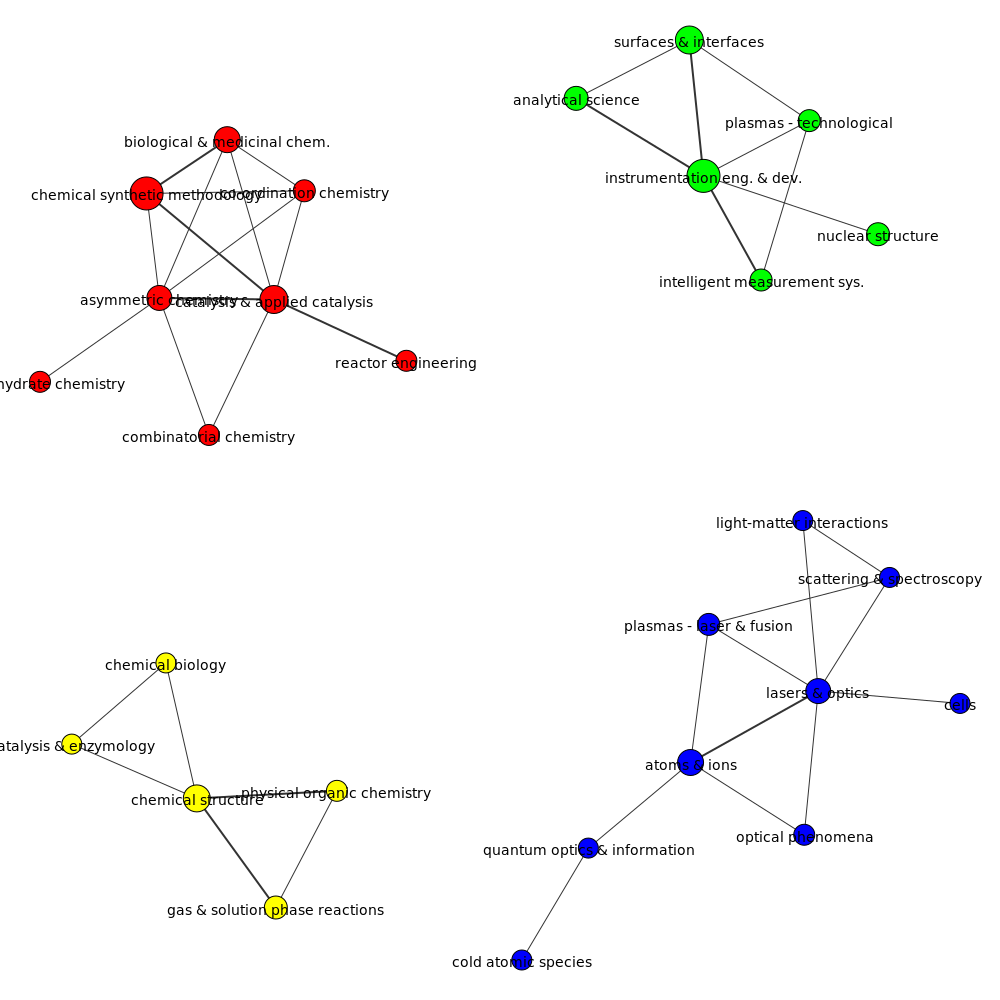 surfaces & interfaces
analytical science
plasmas - technological
biological & medicinal chem.
instrumentation eng. & dev.
chemical synthetic methodology
co-ordination chemistry
nuclear structure
intelligent measurement sys.
asymmetric chemistry
catalysis & applied catalysis
reactor engineering
hydrate chemistry
combinatorial chemistry
light-matter interactions
scattering & spectroscopy
plasmas - laser & fusion
chemical biology
lasers & optics
cells
atalysis & enzymology
atoms & ions
physical organic chemistry
chemical structure
optical phenomena
quantum optics & information
gas & solution phase reactions
cold atomic species